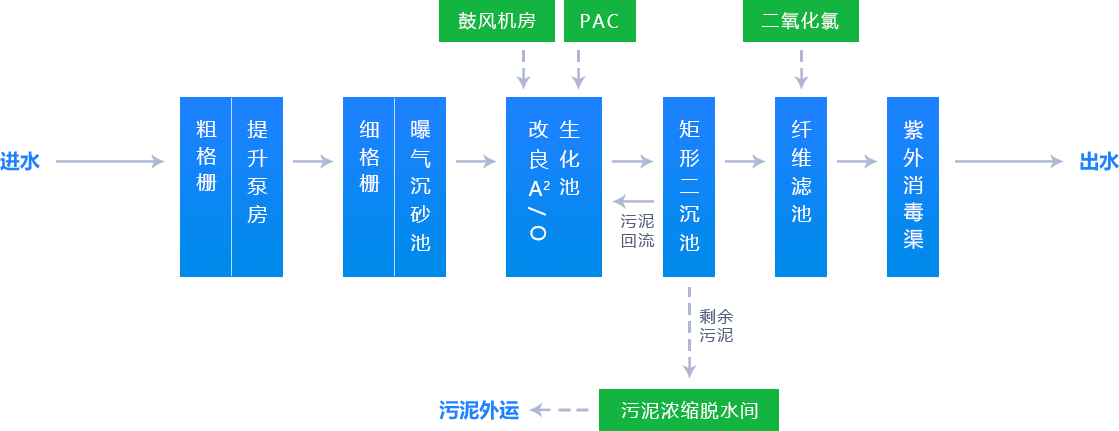 鼓风机房
PAC
二氧化氯
进水
粗格栅
提升泵房
细格栅
曝气沉砂池
改良A²/O
生化池
矩形二沉池
纤维滤池
紫外消毒渠
出水
污泥
回流
剩余
污泥
污泥外运
污泥浓缩脱水间